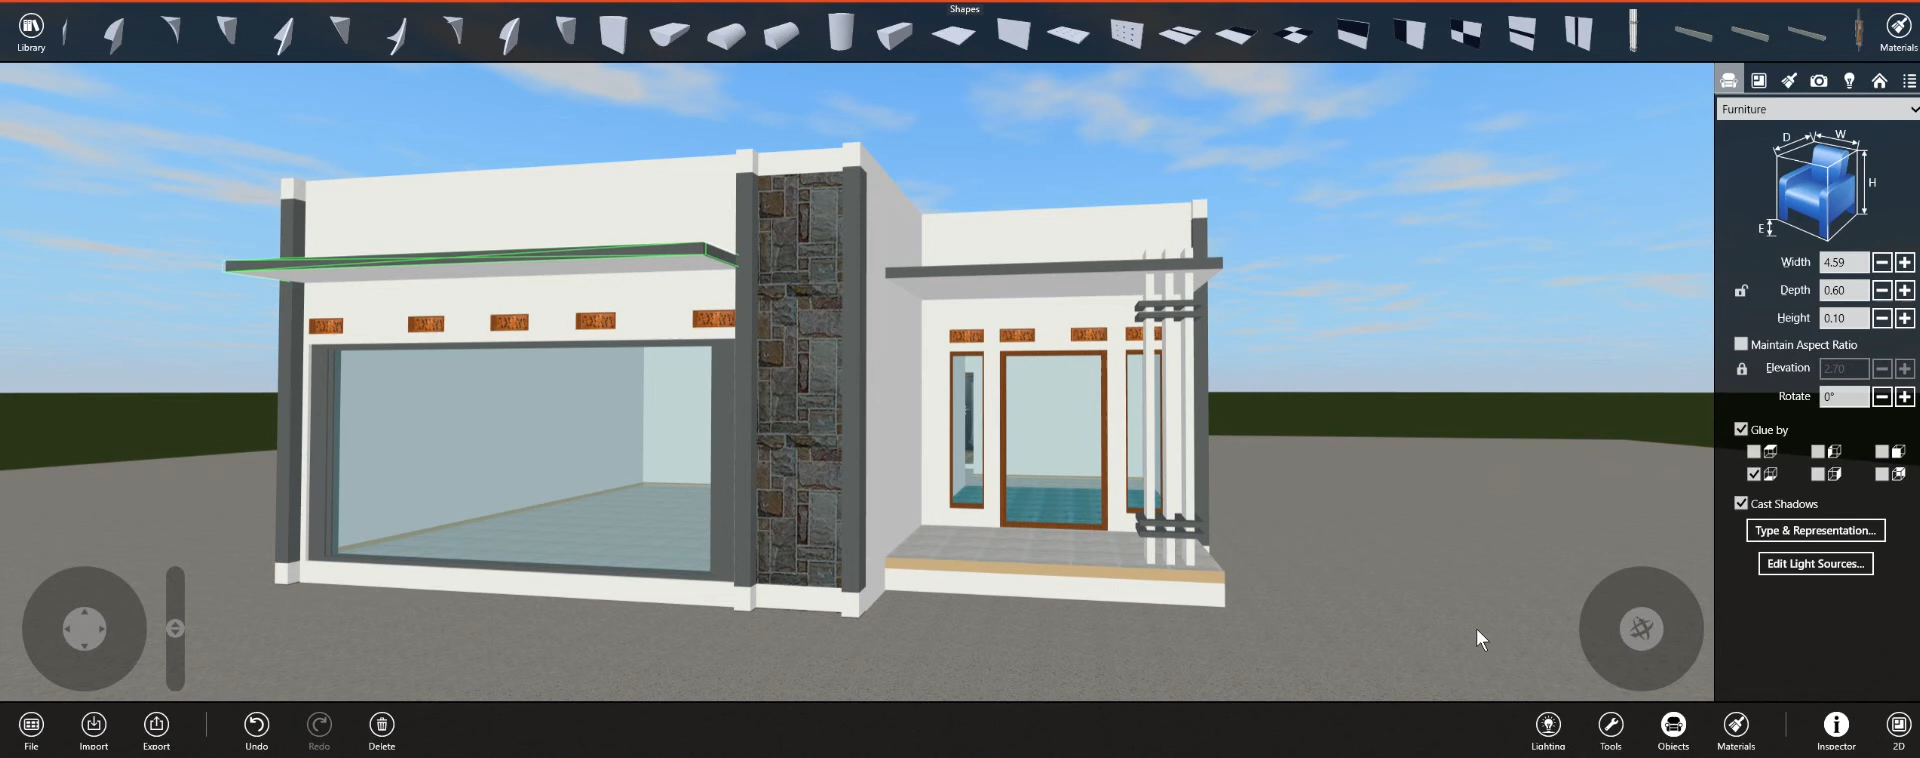 Shapes
Library
Materials
Furniture
D
W
H
E
Width 4.59
Depth 0.60
Height 0.10
Maintain Aspect Ratio
Elevation 2.70
Rotate 0°
Glue by
Cast Shadows
Type & Representation...
Edit Light Sources...
File
Import
Export
Undo
Redo
Delete
Lighting
Tools
Objects
Materials
Inspector
2D